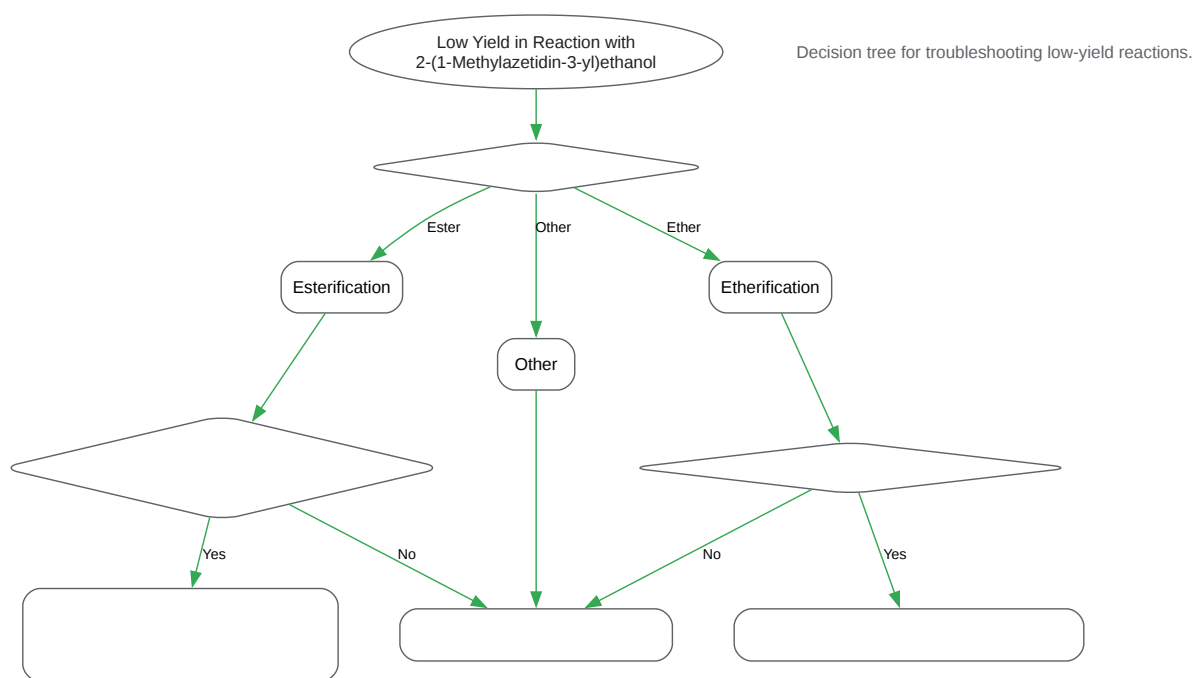 Low Yield in Reaction with
2-(1-Methylazetidin-3-yl)ethanol
Decision tree for troubleshooting low-yield reactions.
Ester
Other
Ether
Esterification
Etherification
Other
Yes
No
No
Yes